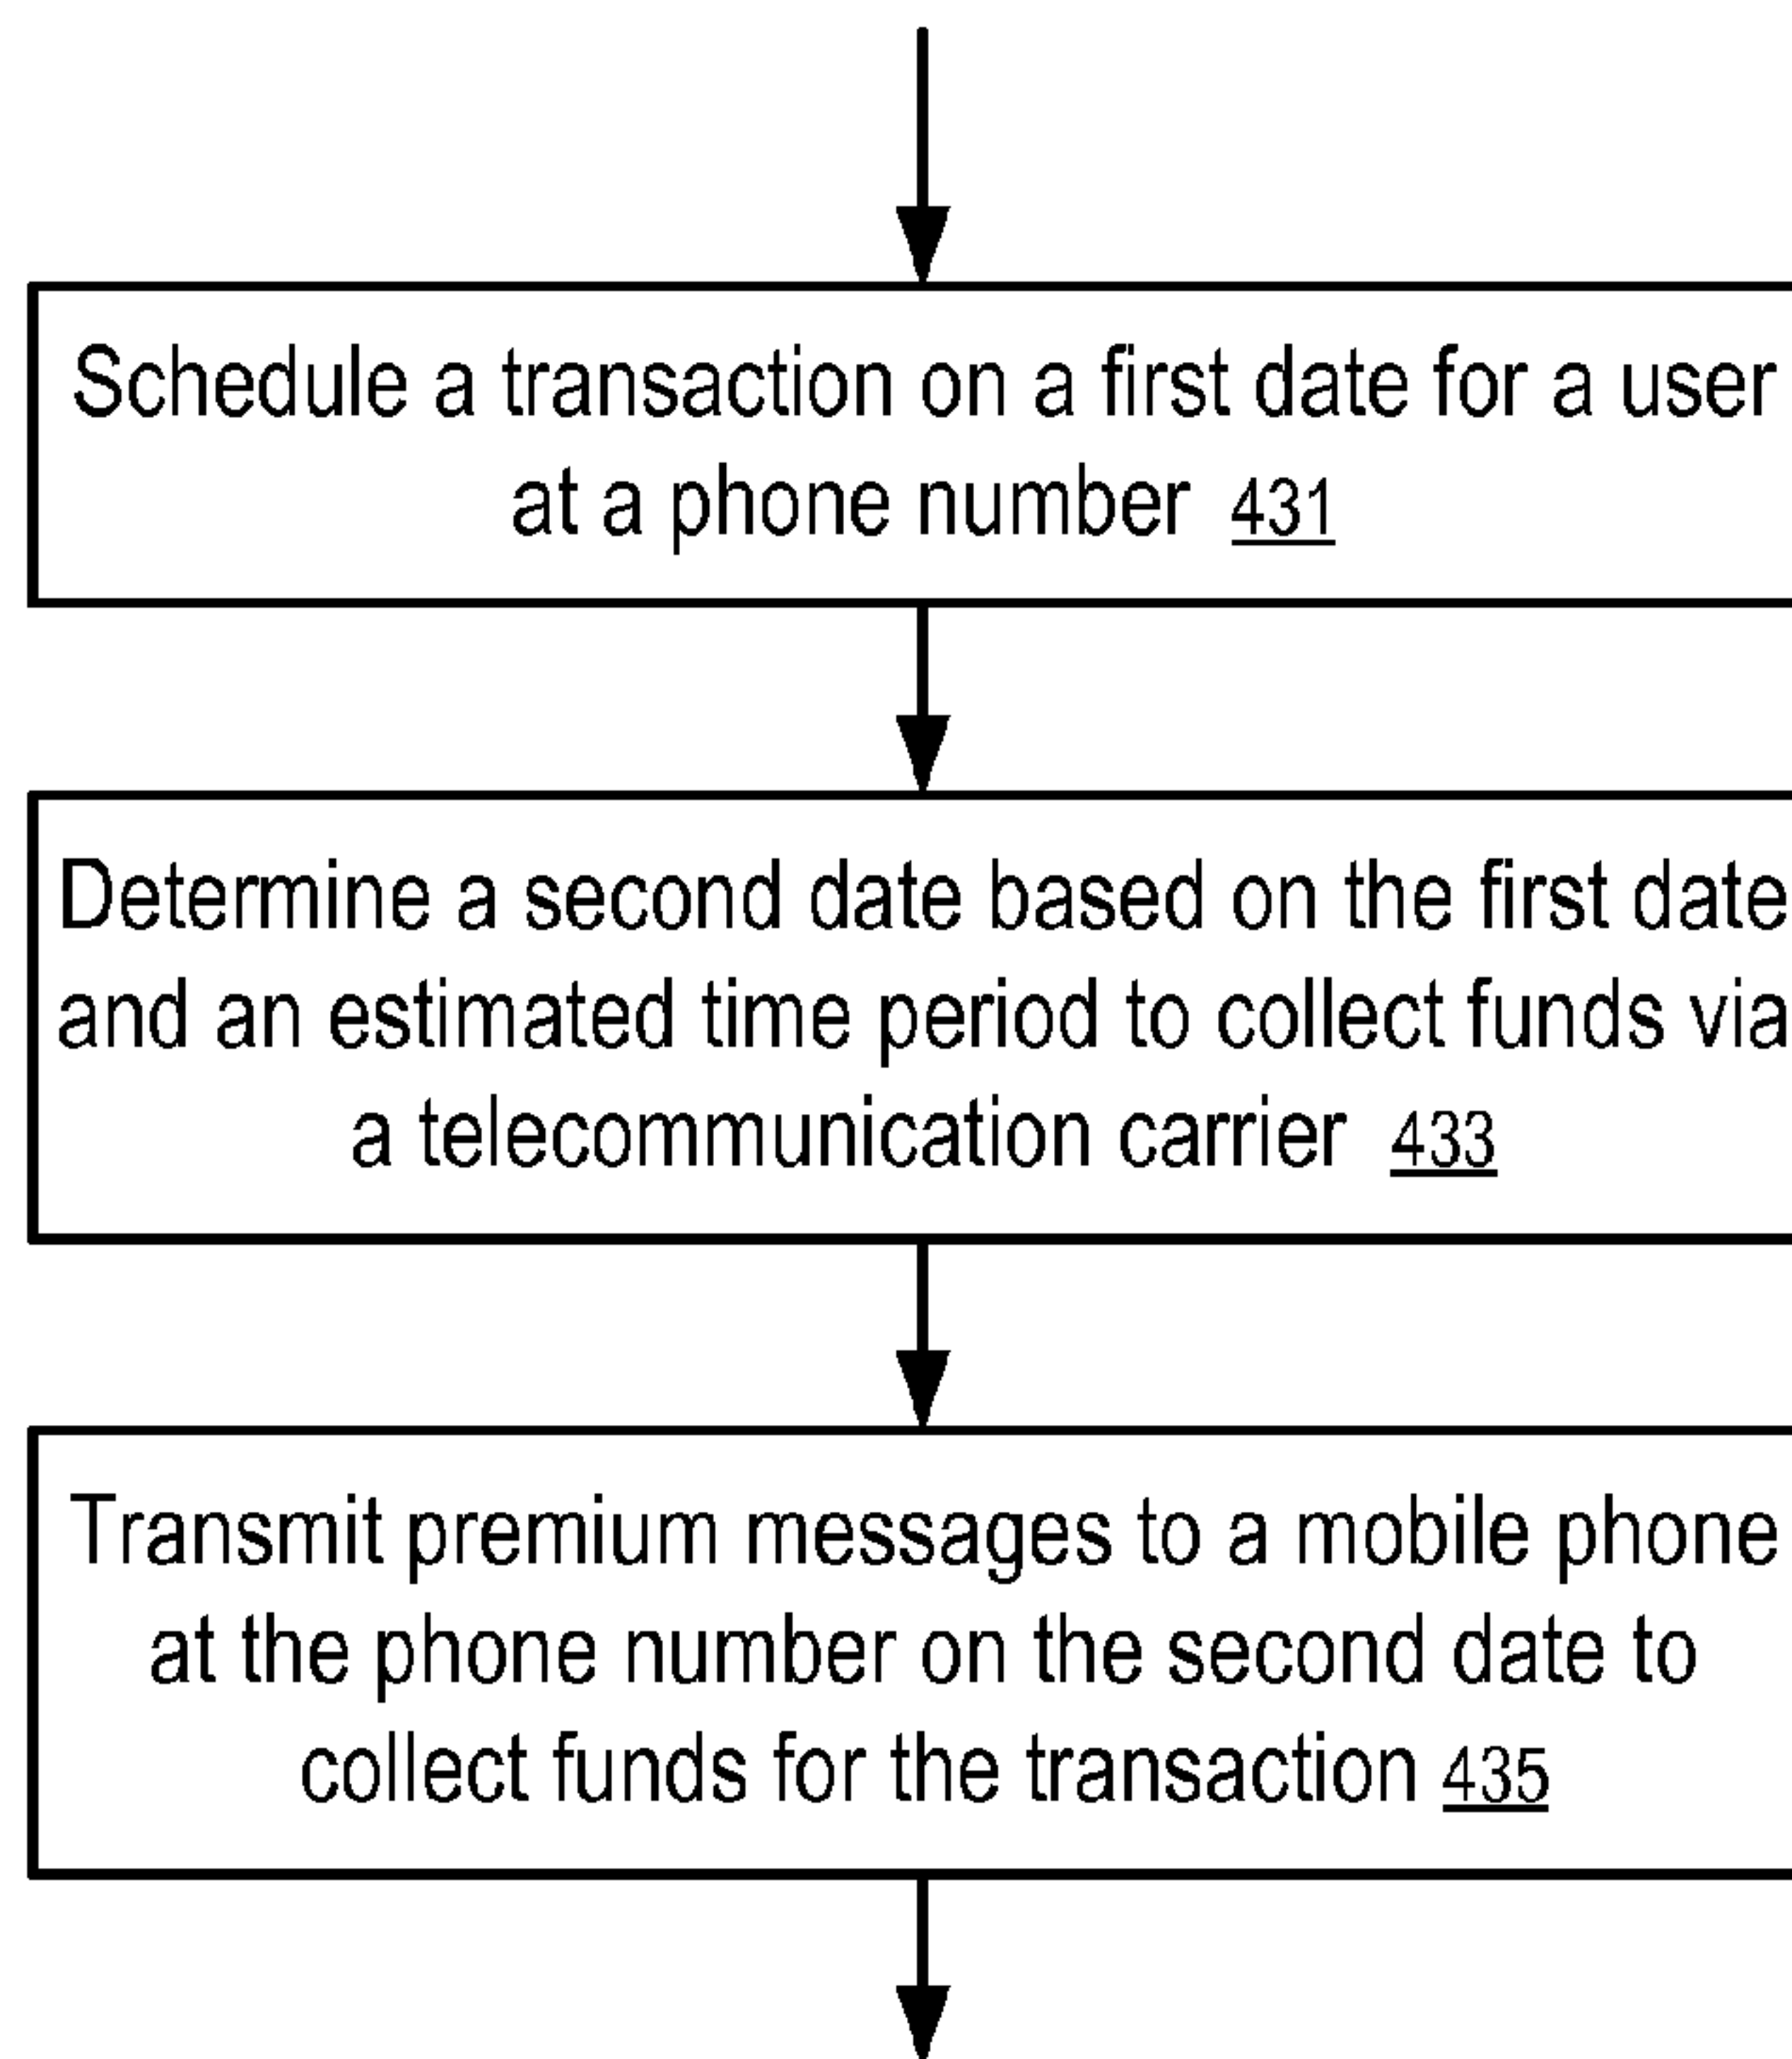 Schedule a transaction on a first date for a user
at a phone number 431
Determine a second date based on the first date
and an estimated time period to collect funds via
a telecommunication carrier 433
Transmit premium messages to a mobile phone
at the phone number on the second date to
collect funds for the transaction 435